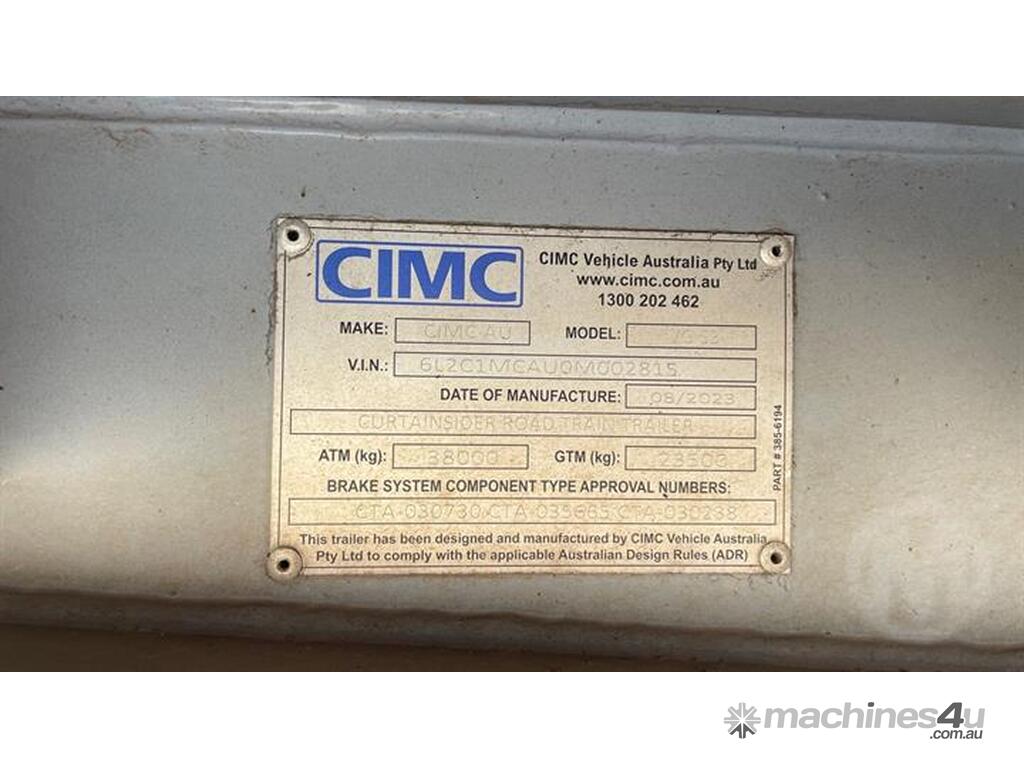 CIMC
CIMC Vehicle Australia Pty Ltd
www.cimc.com.au
1300 202 462
MAKE: CIMC AU MODEL:
V.I.N.: 6L2C1MCAU0M002815
DATE OF MANUFACTURE: 08/2023
CURTAINSIDER ROAD TRAIN TRAILER
ATM (kg): 38000 GTM (kg): 23500
BRAKE SYSTEM COMPONENT TYPE APPROVAL NUMBERS:
CTA-030730 CTA-035665 CTA-030238
This trailer has been designed and manufactured by CIMC Vehicle Australia
Pty Ltd to comply with the applicable Australian Design Rules (ADR)
PART # 385-6194
machines4u
.com.au